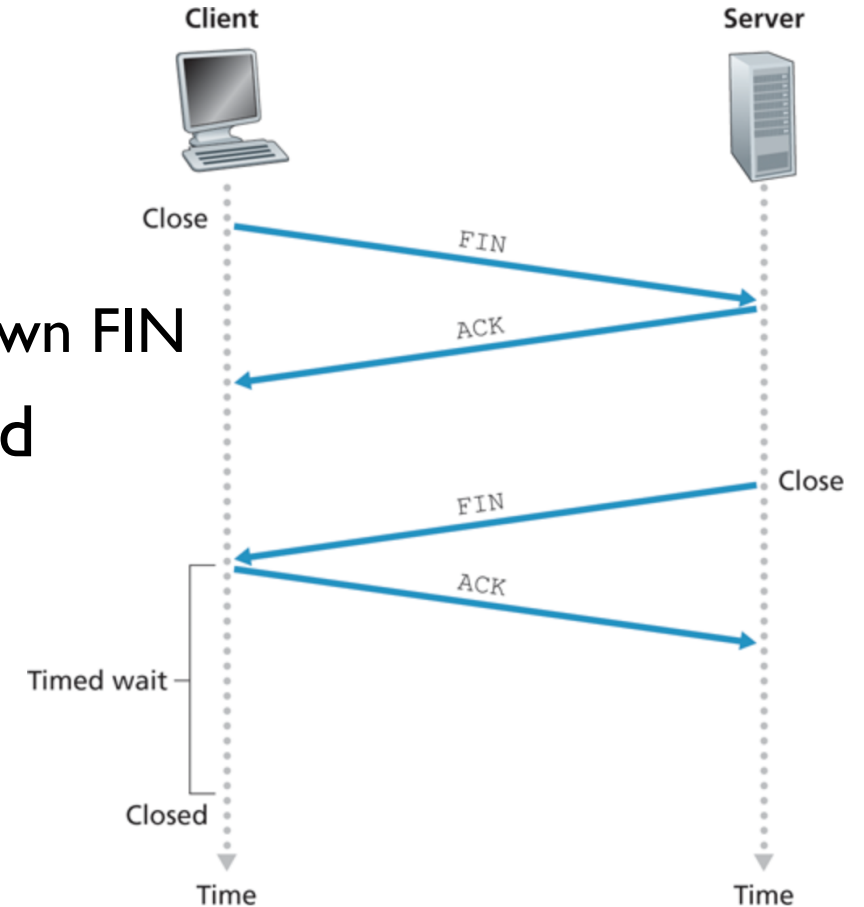 Client
Server
Close
FIN
wn FIN
ACK
d
Close
FIN
ACK
Timed wait
Closed
Time
Time